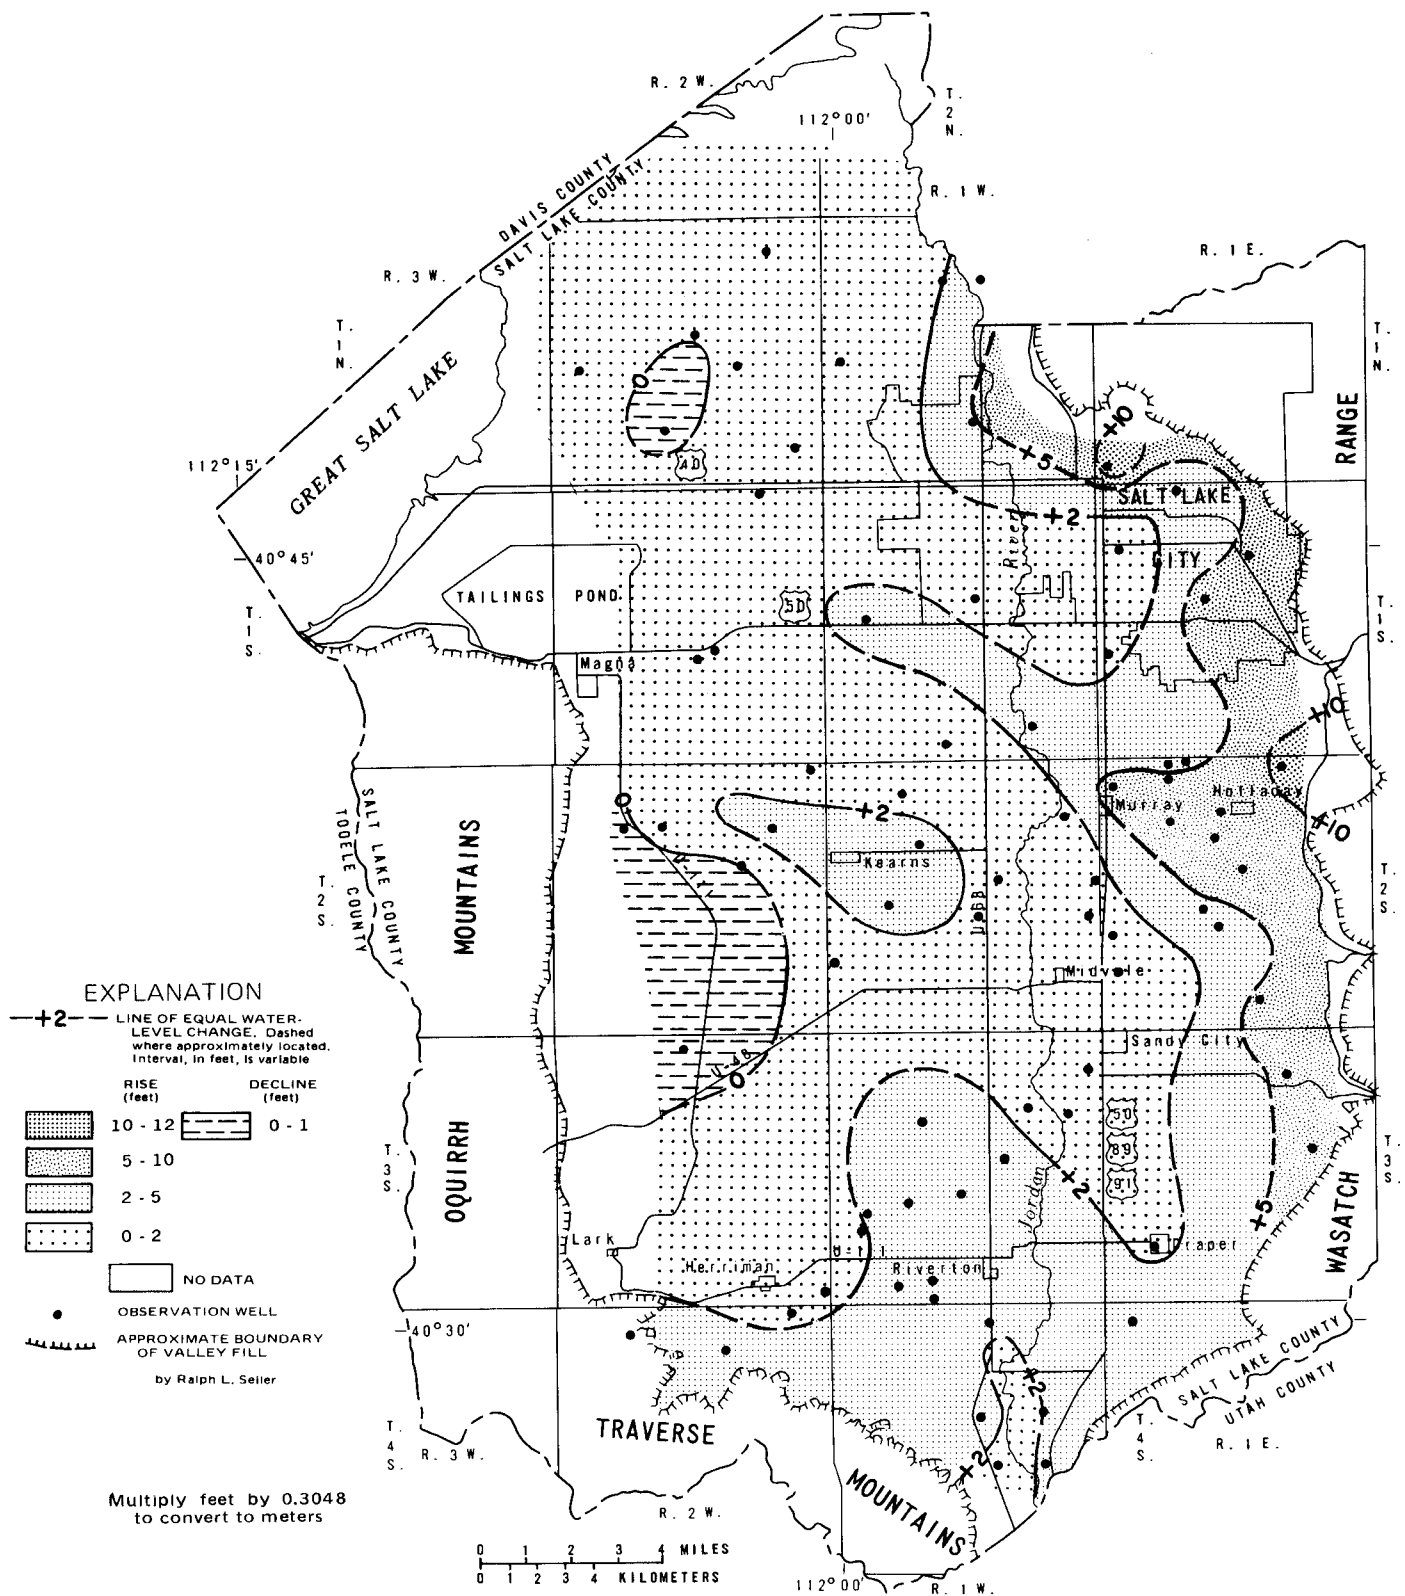 R. 2 W.
T. 2 N.
112°00'
DAVIS COUNTY
SALT LAKE COUNTY
R. 1 W.
R. 3 W.
R. 1 E.
T. 1 N.
T. 1 N.
GREAT SALT LAKE
0
+10
RANGE
+5
40
112°15'
SALT LAKE
+2
River
CITY
40°45'
TAILINGS POND
50
T. 1 S.
T. 1 S.
Magna
+10
SALT LAKE COUNTY
TOOELE COUNTY
0
+2
Murray
Holladay
+10
MOUNTAINS
U-111
Kearns
T. 2 S.
T. 2 S.
U-68
Midvale
EXPLANATION
+2 LINE OF EQUAL WATER-
LEVEL CHANGE. Dashed
where approximately located.
Interval, in feet, is variable
Sandy City
U-48
0
RISE
(feet)
DECLINE
(feet)
10 - 12
0 - 1
50
89
91
5 - 10
T. 3 S.
T. 3 S.
OQUIRRH
2 - 5
+2
Jordan
+5
WASATCH
0 - 2
Lark
U-111
Draper
Herriman
Riverton
NO DATA
OBSERVATION WELL
40°30'
APPROXIMATE BOUNDARY
OF VALLEY FILL
by Ralph L. Seiler
+2
SALT LAKE COUNTY
UTAH COUNTY
TRAVERSE
T. 4 S.
R. 3 W.
T. 4 S.
R. 1 E.
+2
MOUNTAINS
Multiply feet by 0.3048
to convert to meters
R. 2 W.
0 1 2 3 4 MILES
0 1 2 3 4 KILOMETERS
112°00'
R. 1 W.